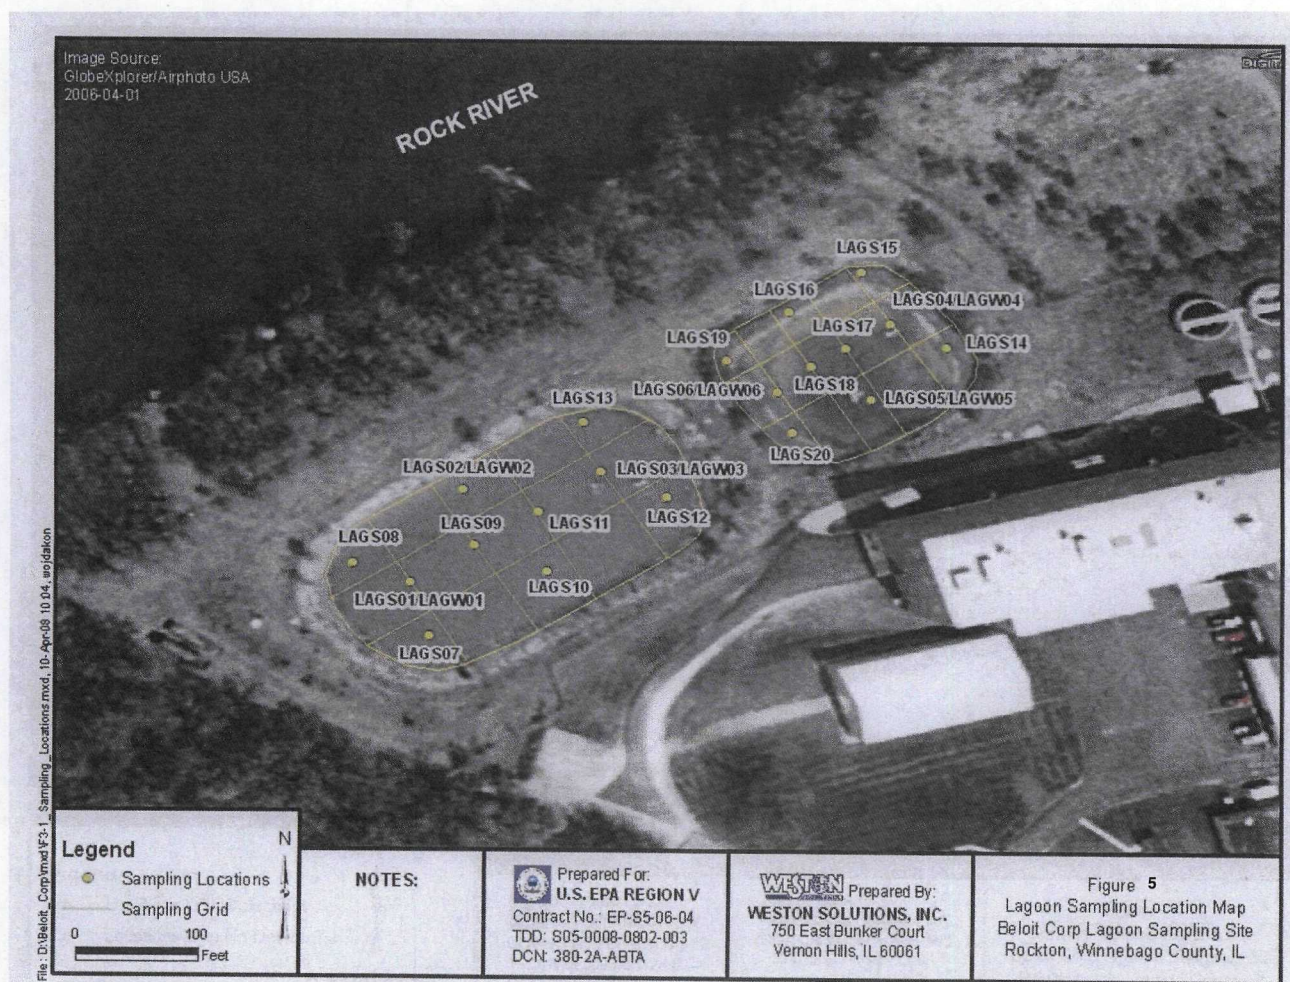 Image Source:
GlobeXplorer/Airphoto USA
2006-04-01
ROCK RIVER
LAGS15
LAGS16
LAGS04/LAGW04
LAGS17
LAGS19
LAGS14
LAGS06/LAGW06
LAGS18
LAGS05/LAGW05
LAGS13
LAGS20
LAGS02/LAGW02
LAGS03/LAGW03
LAGS09
LAGS11
LAGS12
LAGS08
LAGS10
LAGS01/LAGW01
LAGS07
Legend
N
Sampling Locations
Sampling Grid
0 100
Feet
NOTES:
Prepared For:
U.S. EPA REGION V
Contract No.: EP-S5-06-04
TDD: S05-0008-0802-003
DCN: 380-2A-ABTA
WESTON Prepared By:
WESTON SOLUTIONS, INC.
750 East Bunker Court
Vernon Hills, IL 60061
Figure 5
Lagoon Sampling Location Map
Beloit Corp Lagoon Sampling Site
Rockton, Winnebago County, IL
File: D:\Beloit_Corp\mxd\F3-1_Sampling_Locations.mxd, 10-Apr-08 10:04, wojdakon